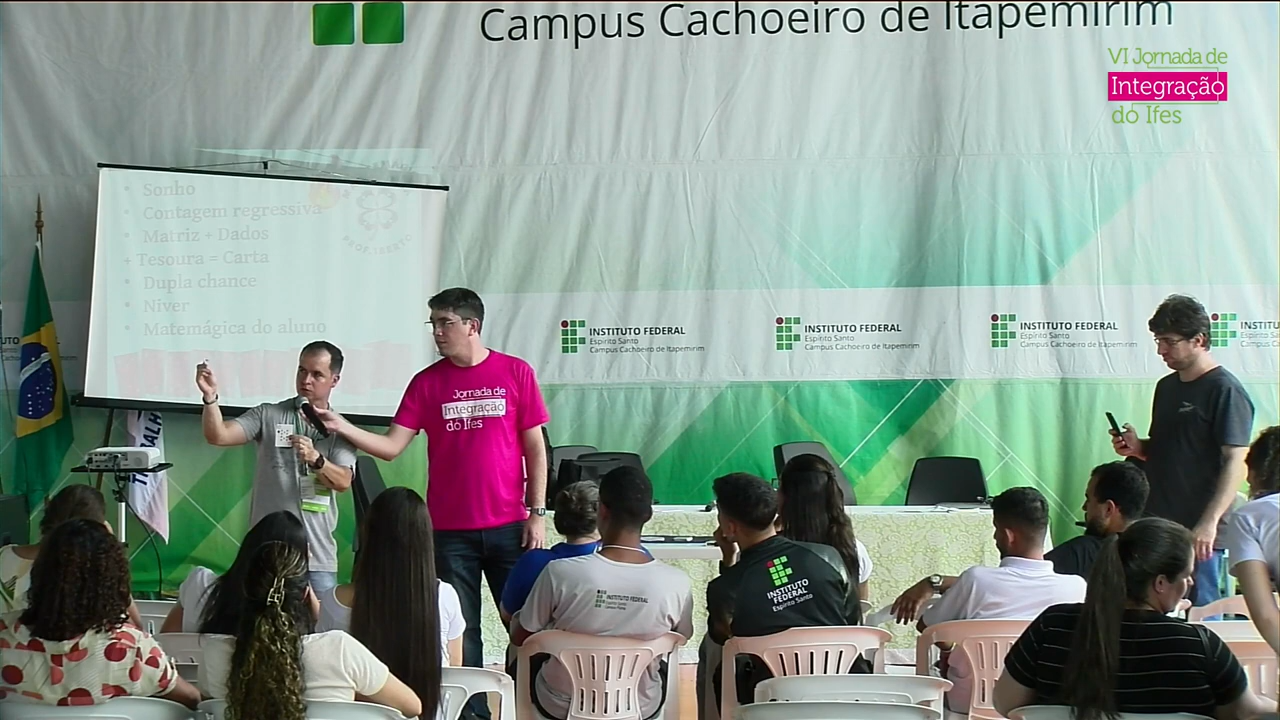 Campus Cachoeiro de Itapemirim
VI Jornada de
Integração
do Ifes
• Sonho
• Contagem regressiva
• Matriz + Dados
+ Tesoura = Carta
• Dupla chance
• Niver
• Matemágica do aluno
INSTITUTO FEDERAL
Espírito Santo
Campus Cachoeiro de Itapemirim
INSTITUTO FEDERAL
Espírito Santo
Campus Cachoeiro de Itapemirim
INSTITUTO FEDERAL
Espírito Santo
Campus Cachoeiro de Itapemirim
Jornada de
Integração
do Ifes
INSTITUTO FEDERAL
INSTITUTO
FEDERAL
Espírito Santo